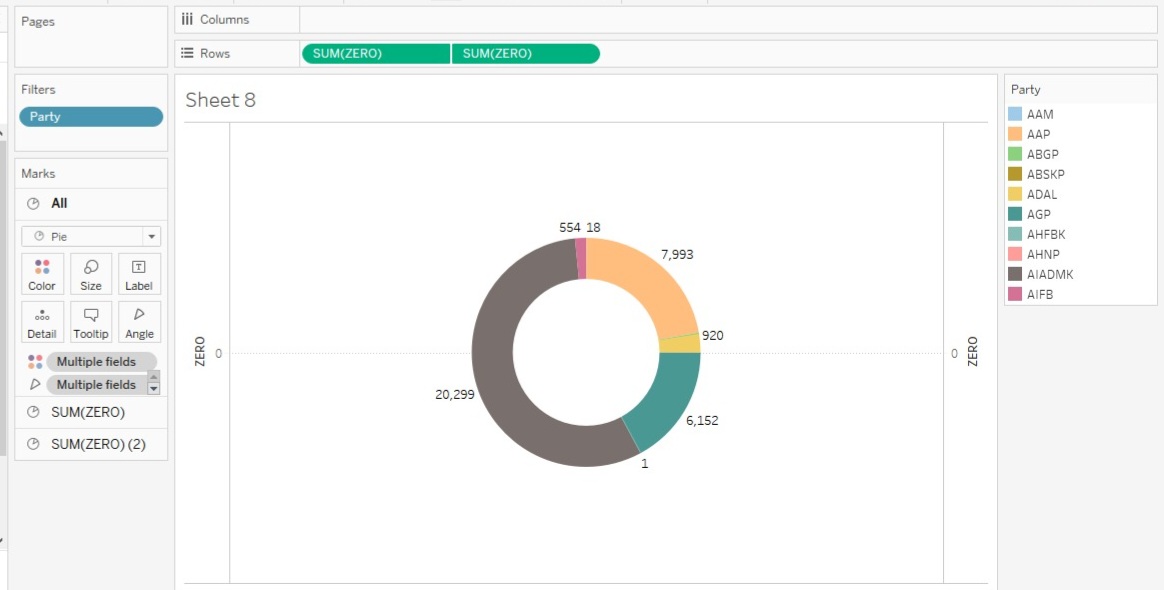 Pages
Columns
Rows
SUM(ZERO) SUM(ZERO)
Filters
Party
Marks
All
Pie
Color Size Label
Detail Tooltip Angle
Multiple fields
Multiple fields
SUM(ZERO)
SUM(ZERO) (2)
Sheet 8
ZERO
0
554 18
7,993
920
20,299
6,152
1
0
ZERO
Party
AAM
AAP
ABGP
ABSKP
ADAL
AGP
AHFBK
AHNP
AIADMK
AIFB